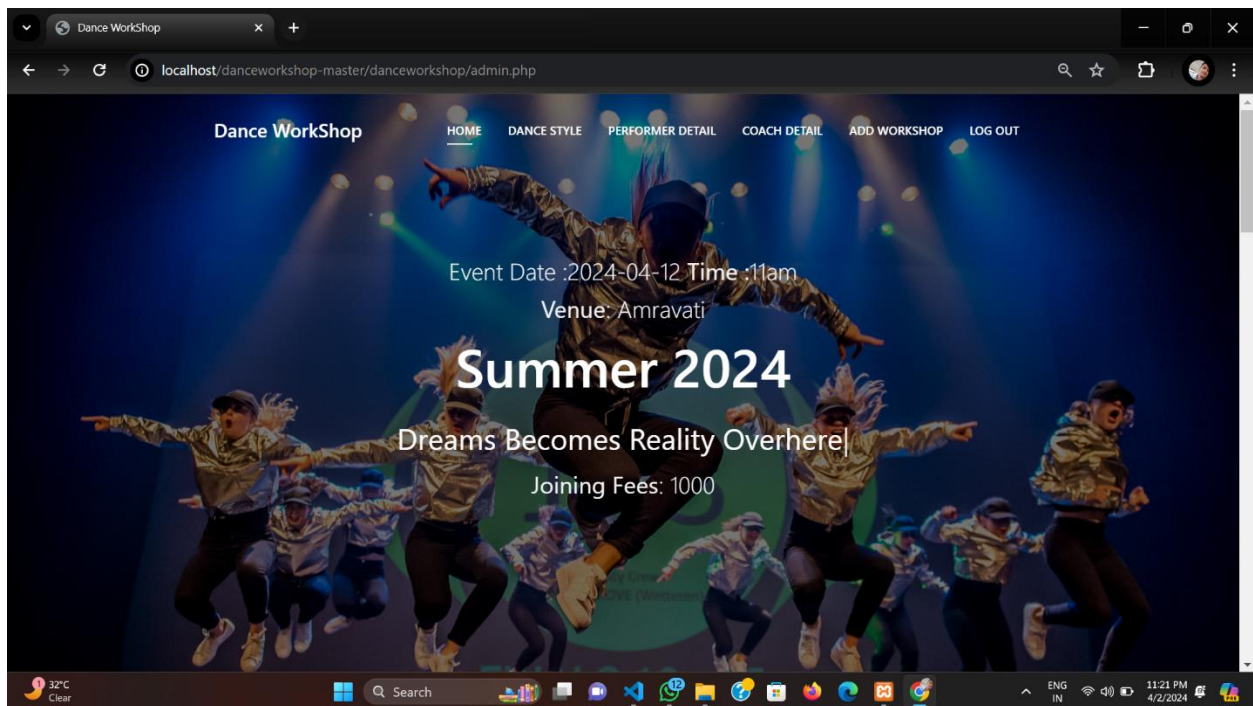 Dance WorkShop
localhost/danceworkshop-master/danceworkshop/admin.php
Dance WorkShop HOME DANCE STYLE PERFORMER DETAIL COACH DETAIL ADD WORKSHOP LOG OUT
Event Date :2024-04-12 Time :11am
Venue: Amravati
Summer 2024
Dreams Becomes Reality Overhere
Joining Fees: 1000
1
32°C
Clear
Search
12
ENG
IN
11:21 PM
4/2/2024